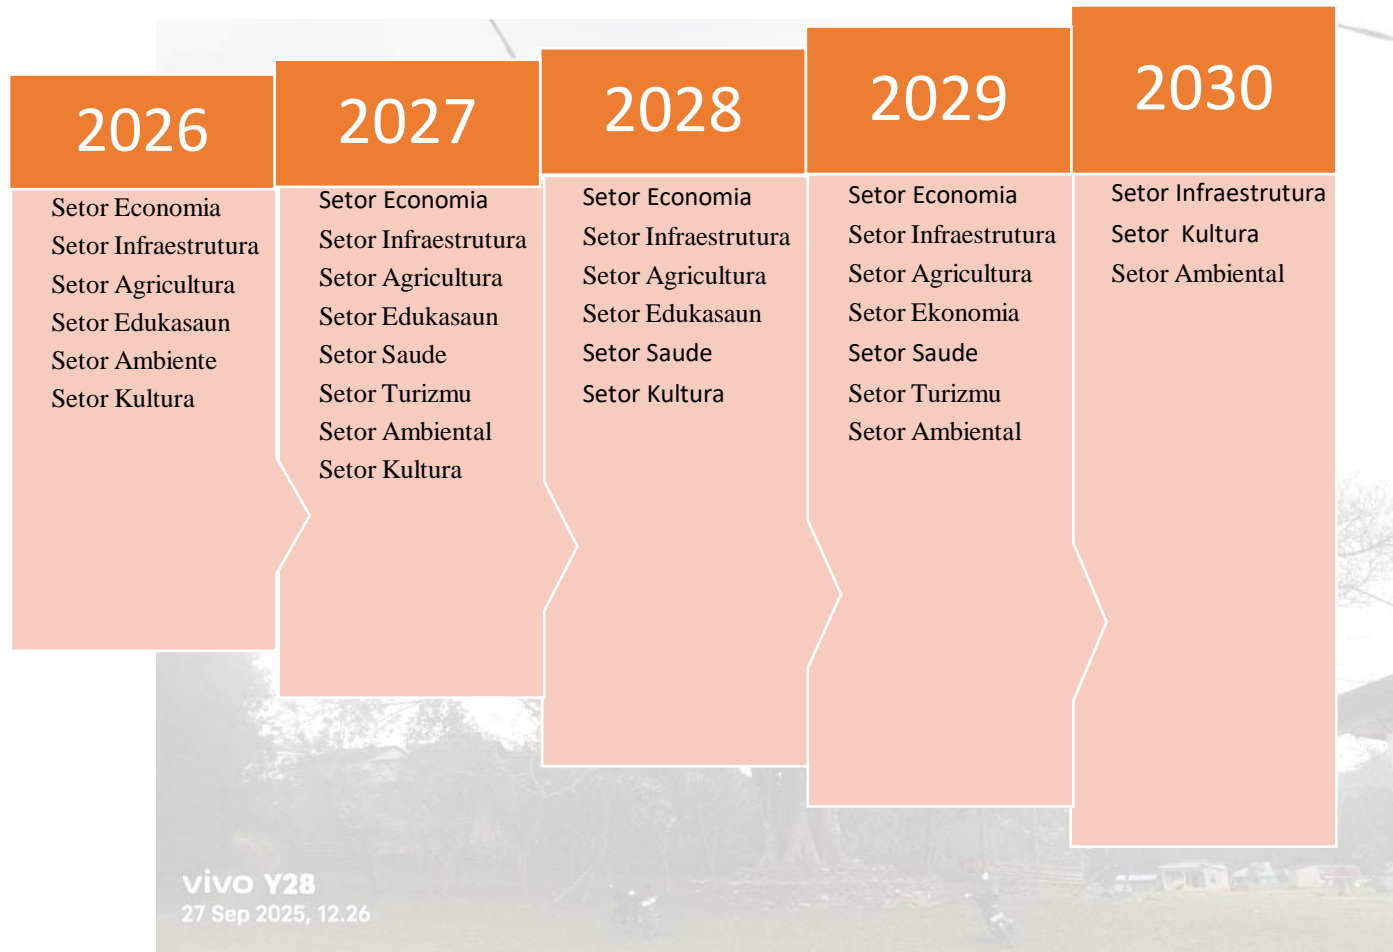 2026
Setor Economia
Setor Infraestrutura
Setor Agricultura
Setor Edukasaun
Setor Ambiente
Setor Kultura
2027
Setor Economia
Setor Infraestrutura
Setor Agricultura
Setor Edukasaun
Setor Saude
Setor Turizmu
Setor Ambiental
Setor Kultura
2028
Setor Economia
Setor Infraestrutura
Setor Agricultura
Setor Edukasaun
Setor Saude
Setor Kultura
2029
Setor Economia
Setor Infraestrutura
Setor Agricultura
Setor Ekonomia
Setor Saude
Setor Turizmu
Setor Ambiental
2030
Setor Infraestrutura
Setor Kultura
Setor Ambiental
vivo Y28
27 Sep 2025, 12.26